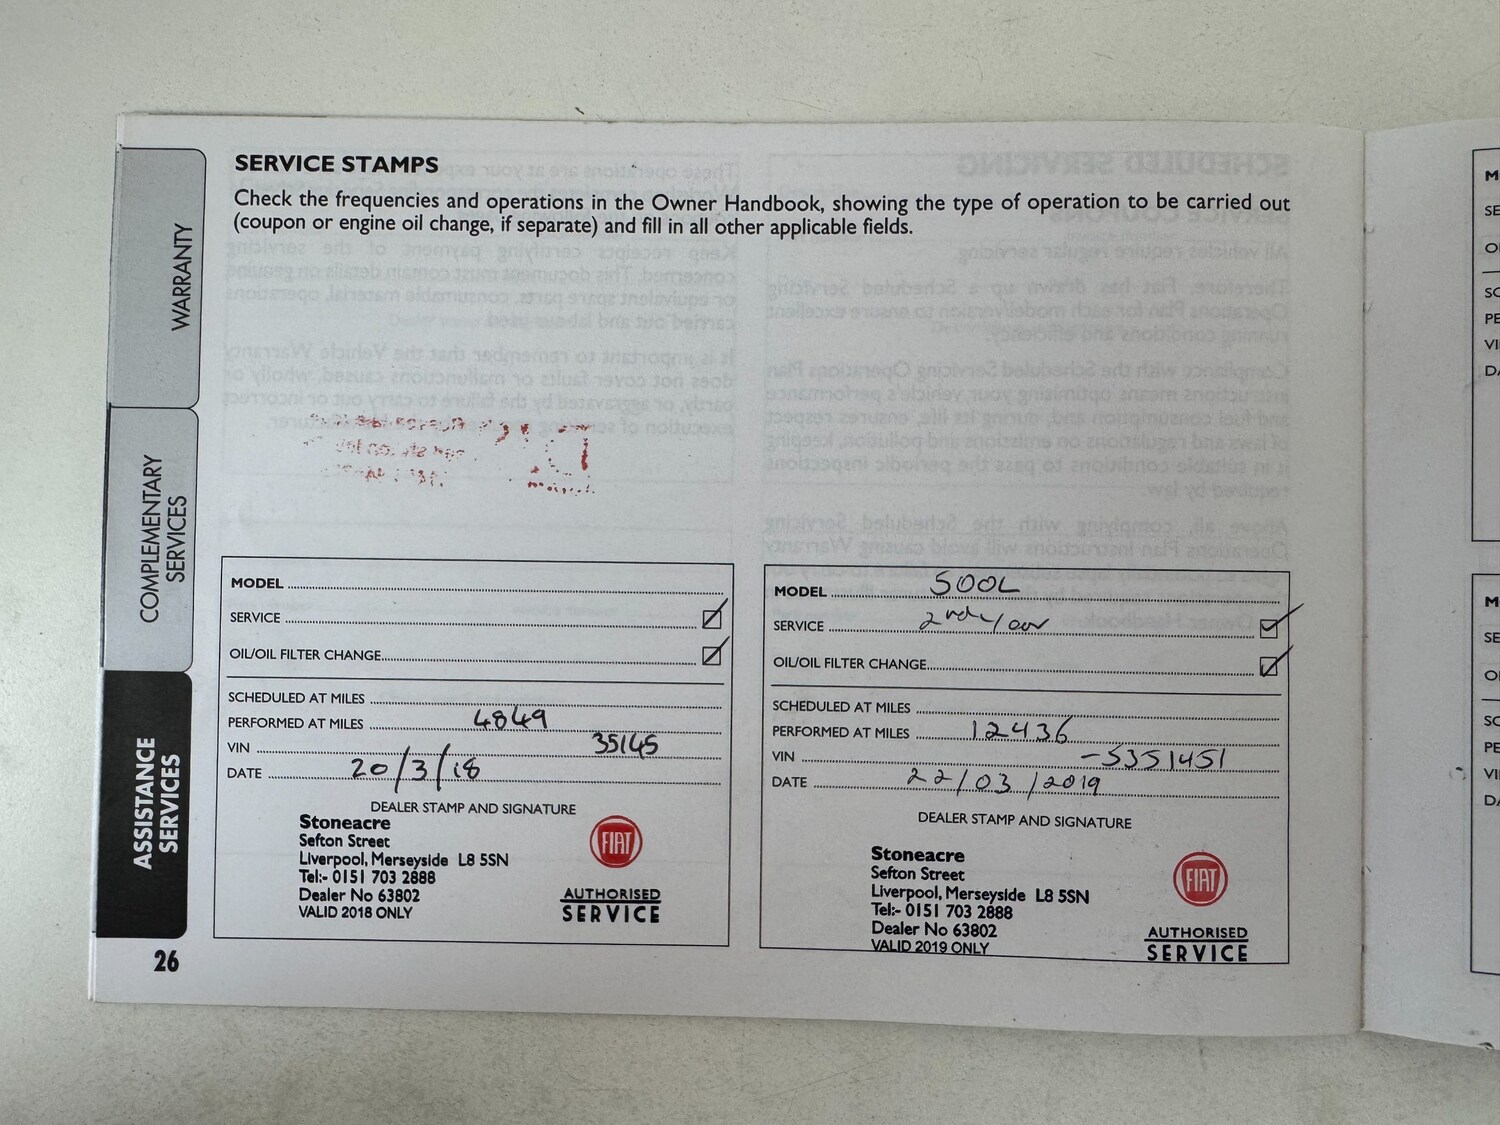 SERVICE STAMPS
Check the frequencies and operations in the Owner Handbook, showing the type of operation to be carried out
(coupon or engine oil change, if separate) and fill in all other applicable fields.
WARRANTY
COMPLEMENTARY
SERVICES
ASSISTANCE
SERVICES
MODEL
SERVICE
OIL/OIL FILTER CHANGE
SCHEDULED AT MILES
PERFORMED AT MILES 4849
VIN 35145
DATE 20/3/18
DEALER STAMP AND SIGNATURE
Stoneacre
Sefton Street
Liverpool, Merseyside L8 5SN
Tel:- 0151 703 2888
Dealer No 63802
VALID 2018 ONLY
FIAT
AUTHORISED
SERVICE
MODEL 500L
SERVICE 2nd
OIL/OIL FILTER CHANGE
SCHEDULED AT MILES
PERFORMED AT MILES 12436
VIN -5351451
DATE 22/03/2019
DEALER STAMP AND SIGNATURE
Stoneacre
Sefton Street
Liverpool, Merseyside L8 5SN
Tel:- 0151 703 2888
Dealer No 63802
VALID 2019 ONLY
FIAT
AUTHORISED
SERVICE
26